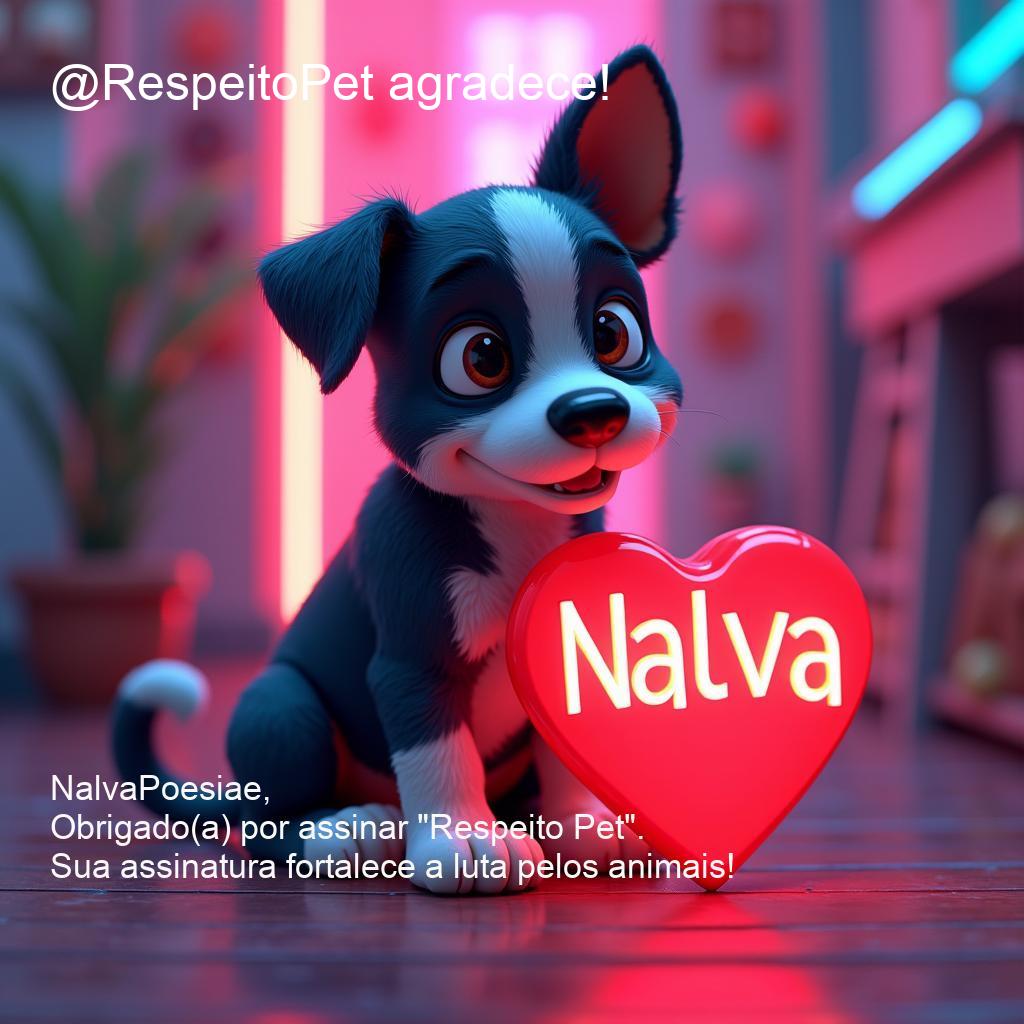 @RespeitoPet agradece!
Nalva
NalvaPoesiae,
Obrigado(a) por assinar "Respeito Pet".
Sua assinatura fortalece a luta pelos animais!